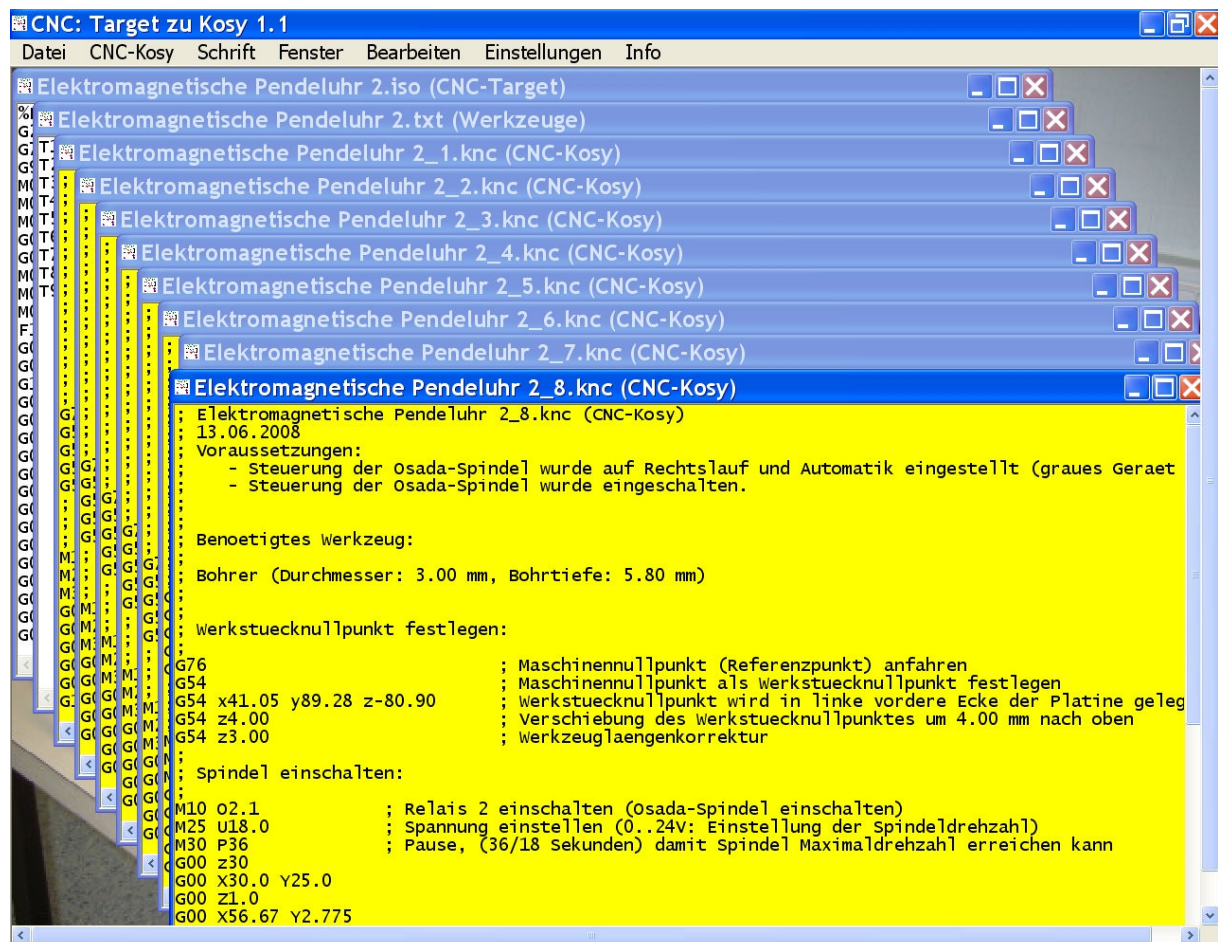 CNC: Target zu Kosy 1.1
Datei CNC-Kosy Schrift Fenster Bearbeiten Einstellungen Info
Elektromagnetische Pendeluhr 2.iso (CNC-Target)
Elektromagnetische Pendeluhr 2.txt (Werkzeuge)
Elektromagnetische Pendeluhr 2_1.knc (CNC-Kosy)
Elektromagnetische Pendeluhr 2_2.knc (CNC-Kosy)
Elektromagnetische Pendeluhr 2_3.knc (CNC-Kosy)
Elektromagnetische Pendeluhr 2_4.knc (CNC-Kosy)
Elektromagnetische Pendeluhr 2_5.knc (CNC-Kosy)
Elektromagnetische Pendeluhr 2_6.knc (CNC-Kosy)
Elektromagnetische Pendeluhr 2_7.knc (CNC-Kosy)
Elektromagnetische Pendeluhr 2_8.knc (CNC-Kosy)
; Elektromagnetische Pendeluhr 2_8.knc (CNC-Kosy)
; 13.06.2008
; Voraussetzungen:
; - Steuerung der Osada-Spindel wurde auf Rechtslauf und Automatik eingestellt (graues Geraet
; - Steuerung der Osada-Spindel wurde eingeschalten.
;
;
; Benoetigtes Werkzeug:
;
; Bohrer (Durchmesser: 3.00 mm, Bohrtiefe: 5.80 mm)
;
;
; Werkstuecknullpunkt festlegen:
;
G76 ; Maschinennullpunkt (Referenzpunkt) anfahren
G54 ; Maschinennullpunkt als Werkstuecknullpunkt festlegen
G54 x41.05 y89.28 z-80.90 ; Werkstuecknullpunkt wird in linke vordere Ecke der Platine geleg
G54 z4.00 ; Verschiebung des Werkstuecknullpunktes um 4.00 mm nach oben
G54 z3.00 ; Werkzeuglaengenkorrektur
;
; Spindel einschalten:
;
M10 O2.1 ; Relais 2 einschalten (Osada-Spindel einschalten)
M25 U18.0 ; Spannung einstellen (0..24V: Einstellung der Spindeldrehzahl)
M30 P36 ; Pause, (36/18 Sekunden) damit Spindel Maximaldrehzahl erreichen kann
G00 z30
G00 X30.0 Y25.0
G00 Z1.0
G00 X56.67 Y2.775